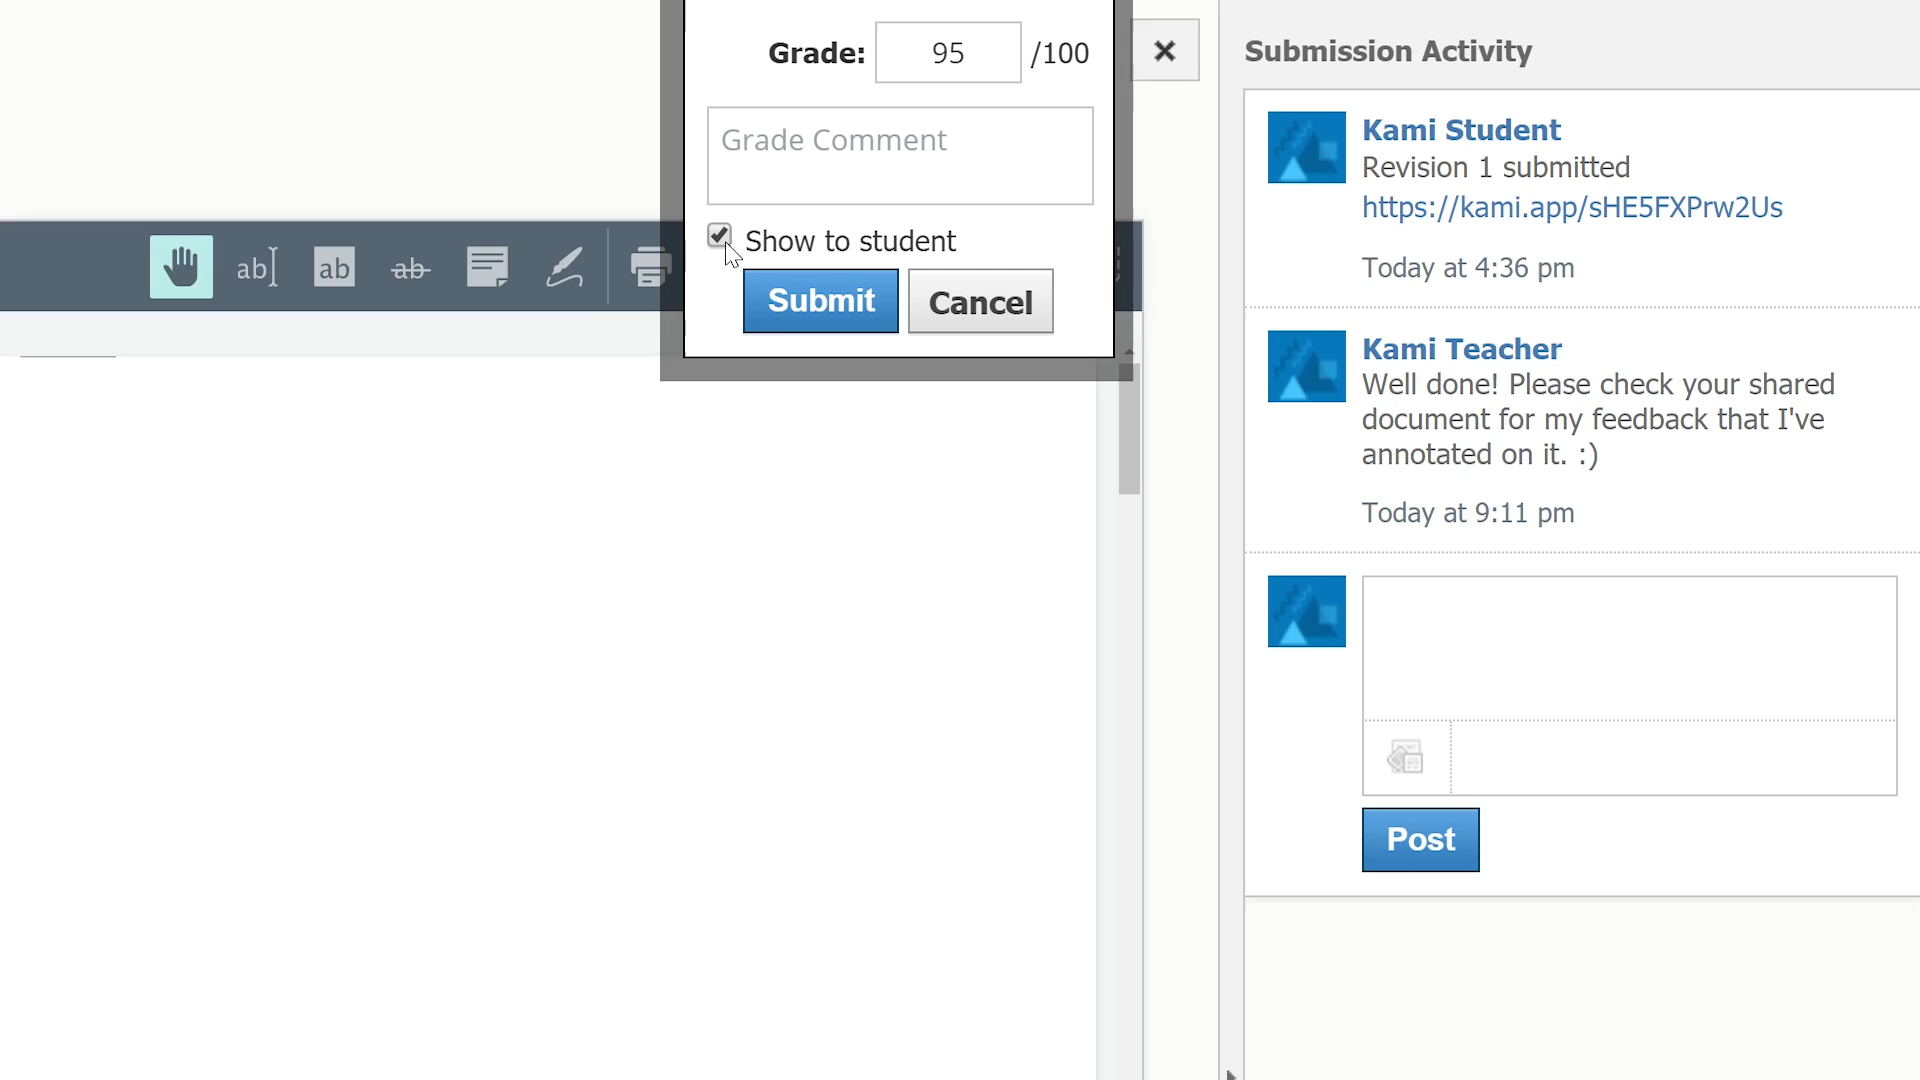 Grade: 95 /100
Grade Comment
Show to student
Submit Cancel
ab ab ab
Submission Activity
Kami Student
Revision 1 submitted
https://kami.app/sHE5FXPrw2Us
Today at 4:36 pm
Kami Teacher
Well done! Please check your shared
document for my feedback that I've
annotated on it. :)
Today at 9:11 pm
Post